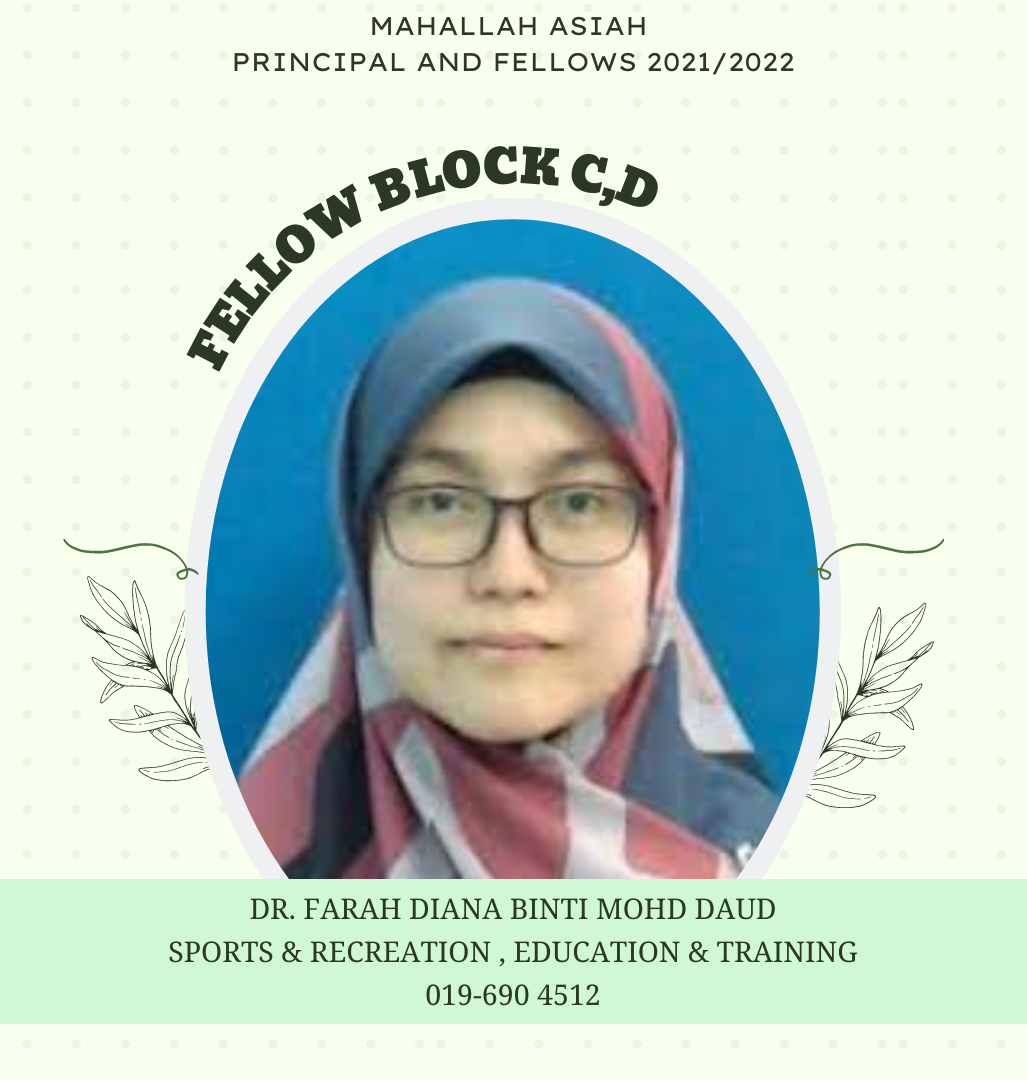 MAHALLAH ASIAH
PRINCIPAL AND FELLOWS 2021/2022
FELLOW BLOCK C,D
DR. FARAH DIANA BINTI MOHD DAUD
SPORTS & RECREATION , EDUCATION & TRAINING
019-690 4512